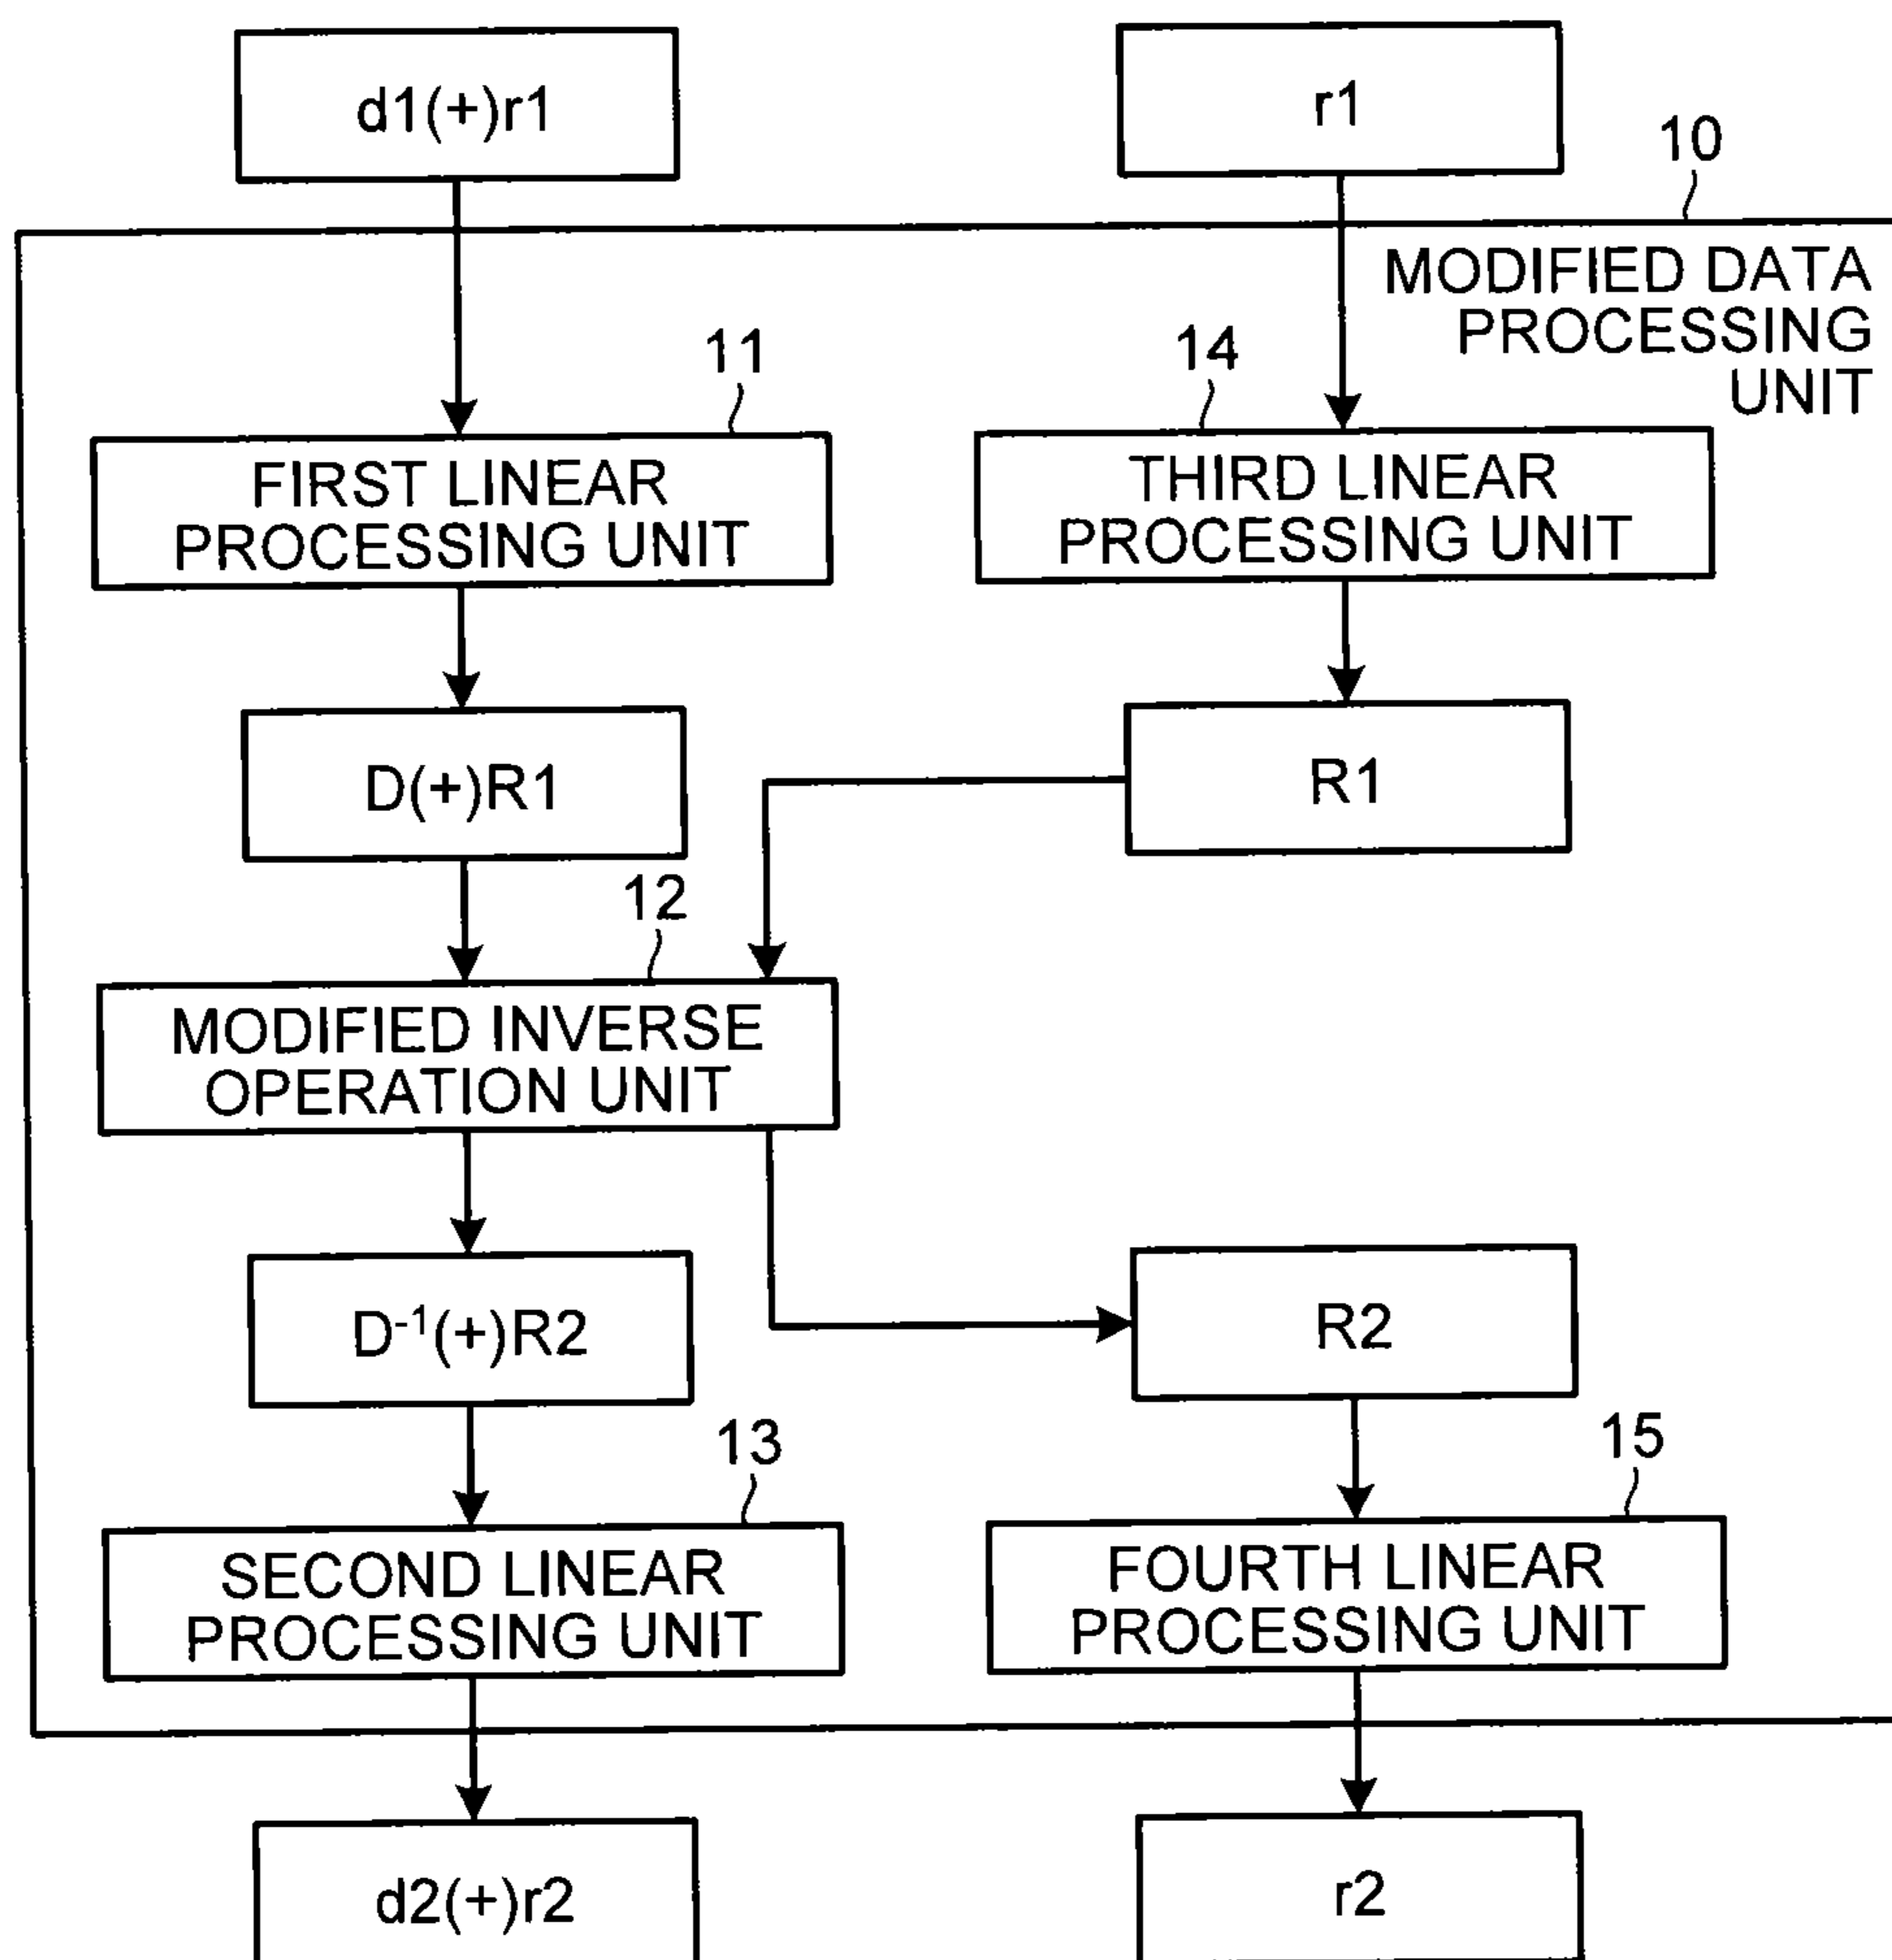 d1(+)r1
r1
10
MODIFIED DATA
PROCESSING
UNIT
11
14
FIRST LINEAR
PROCESSING UNIT
THIRD LINEAR
PROCESSING UNIT
D(+)R1
R1
12
MODIFIED INVERSE
OPERATION UNIT
D⁻¹(+)R2
R2
13
15
SECOND LINEAR
PROCESSING UNIT
FOURTH LINEAR
PROCESSING UNIT
d2(+)r2
r2